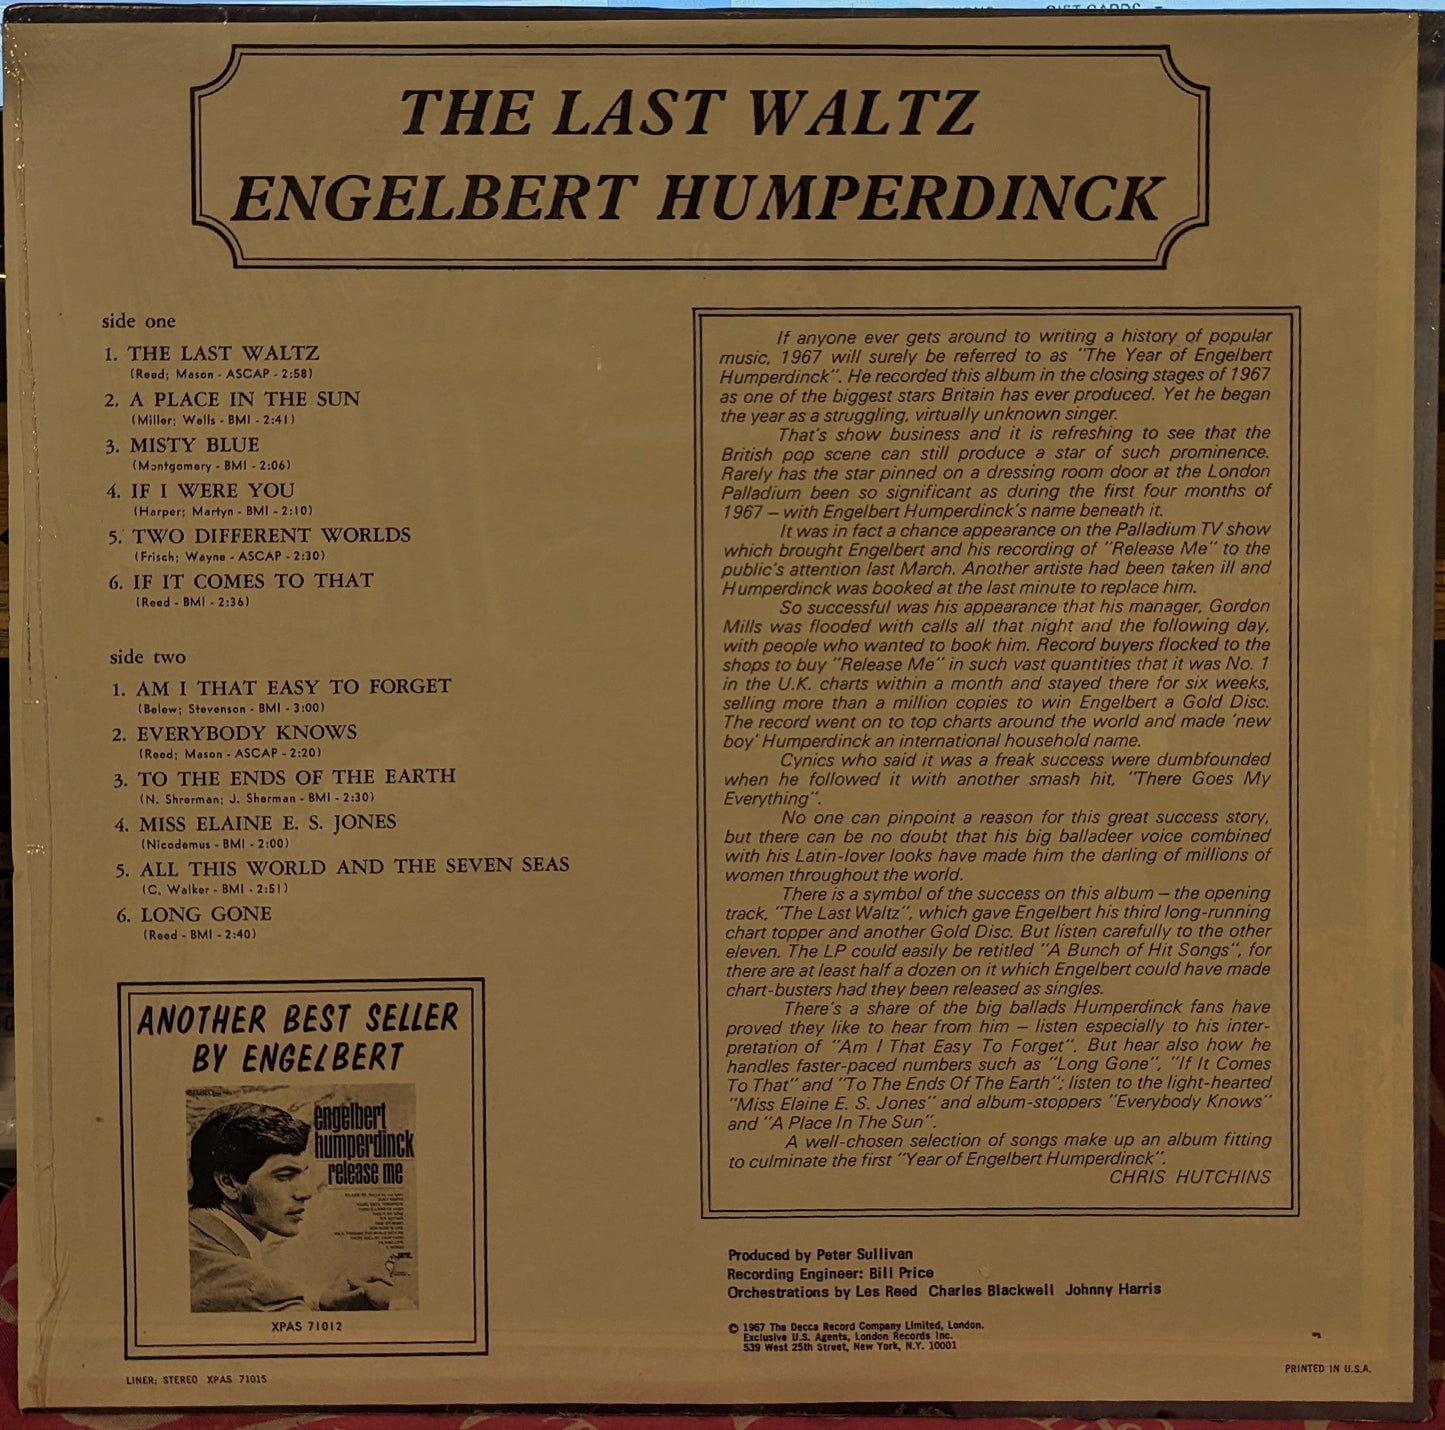 THE LAST WALTZ
ENGELBERT HUMPERDINCK
side one
1. THE LAST WALTZ
(Reed; Mason - ASCAP - 2:58)
2. A PLACE IN THE SUN
(Miller; Wells - BMI - 2:41)
3. MISTY BLUE
(Montgomery - BMI - 2:06)
4. IF I WERE YOU
(Harper; Martyn - BMI - 2:10)
5. TWO DIFFERENT WORLDS
(Frisch; Wayne - ASCAP - 2:30)
6. IF IT COMES TO THAT
(Reed - BMI - 2:36)
side two
1. AM I THAT EASY TO FORGET
(Belew; Stevenson - BMI - 3:00)
2. EVERYBODY KNOWS
(Reed; Mason - ASCAP - 2:20)
3. TO THE ENDS OF THE EARTH
(N. Shrerman; J. Sherman - BMI - 2:30)
4. MISS ELAINE E. S. JONES
(Nicodemus - BMI - 2:00)
5. ALL THIS WORLD AND THE SEVEN SEAS
(C. Walker - BMI - 2:51)
6. LONG GONE
(Reed - BMI - 2:40)
ANOTHER BEST SELLER
BY ENGELBERT
engelbert
humperdinck
release me
XPAS 71012
LINER: STEREO XPAS 71015
If anyone ever gets around to writing a history of popular
music, 1967 will surely be referred to as "The Year of Engelbert
Humperdinck". He recorded this album in the closing stages of 1967
as one of the biggest stars Britain has ever produced. Yet he began
the year as a struggling, virtually unknown singer.
That's show business and it is refreshing to see that the
British pop scene can still produce a star of such prominence.
Rarely has the star pinned on a dressing room door at the London
Palladium been so significant as during the first four months of
1967 – with Engelbert Humperdinck's name beneath it.
It was in fact a chance appearance on the Palladium TV show
which brought Engelbert and his recording of "Release Me" to the
public's attention last March. Another artiste had been taken ill and
Humperdinck was booked at the last minute to replace him.
So successful was his appearance that his manager, Gordon
Mills was flooded with calls all that night and the following day,
with people who wanted to book him. Record buyers flocked to the
shops to buy "Release Me" in such vast quantities that it was No. 1
in the U.K. charts within a month and stayed there for six weeks,
selling more than a million copies to win Engelbert a Gold Disc.
The record went on to top charts around the world and made 'new
boy' Humperdinck an international household name.
Cynics who said it was a freak success were dumbfounded
when he followed it with another smash hit, "There Goes My
Everything".
No one can pinpoint a reason for this great success story,
but there can be no doubt that his big balladeer voice combined
with his Latin-lover looks have made him the darling of millions of
women throughout the world.
There is a symbol of the success on this album – the opening
track, "The Last Waltz", which gave Engelbert his third long-running
chart topper and another Gold Disc. But listen carefully to the other
eleven. The LP could easily be retitled "A Bunch of Hit Songs", for
there are at least half a dozen on it which Engelbert could have made
chart-busters had they been released as singles.
There's a share of the big ballads Humperdinck fans have
proved they like to hear from him – listen especially to his inter-
pretation of "Am I That Easy To Forget". But hear also how he
handles faster-paced numbers such as "Long Gone", "If It Comes
To That" and "To The Ends Of The Earth"; listen to the light-hearted
"Miss Elaine E. S. Jones" and album-stoppers "Everybody Knows"
and "A Place In The Sun".
A well-chosen selection of songs make up an album fitting
to culminate the first "Year of Engelbert Humperdinck".
CHRIS HUTCHINS
Produced by Peter Sullivan
Recording Engineer: Bill Price
Orchestrations by Les Reed Charles Blackwell Johnny Harris
© 1967 The Decca Record Company Limited, London.
Exclusive U.S. Agents, London Records Inc.
539 West 25th Street, New York, N.Y. 10001
PRINTED IN U.S.A.